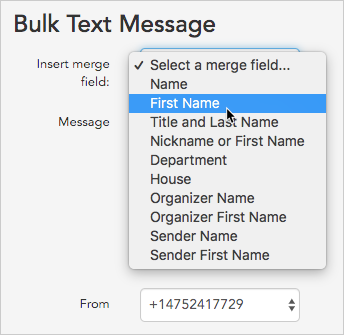 Bulk Text Message
Insert merge
field:
✓ Select a merge field...
Name
First Name
Title and Last Name
Nickname or First Name
Department
House
Organizer Name
Organizer First Name
Sender Name
Sender First Name
Message
From
+14752417729